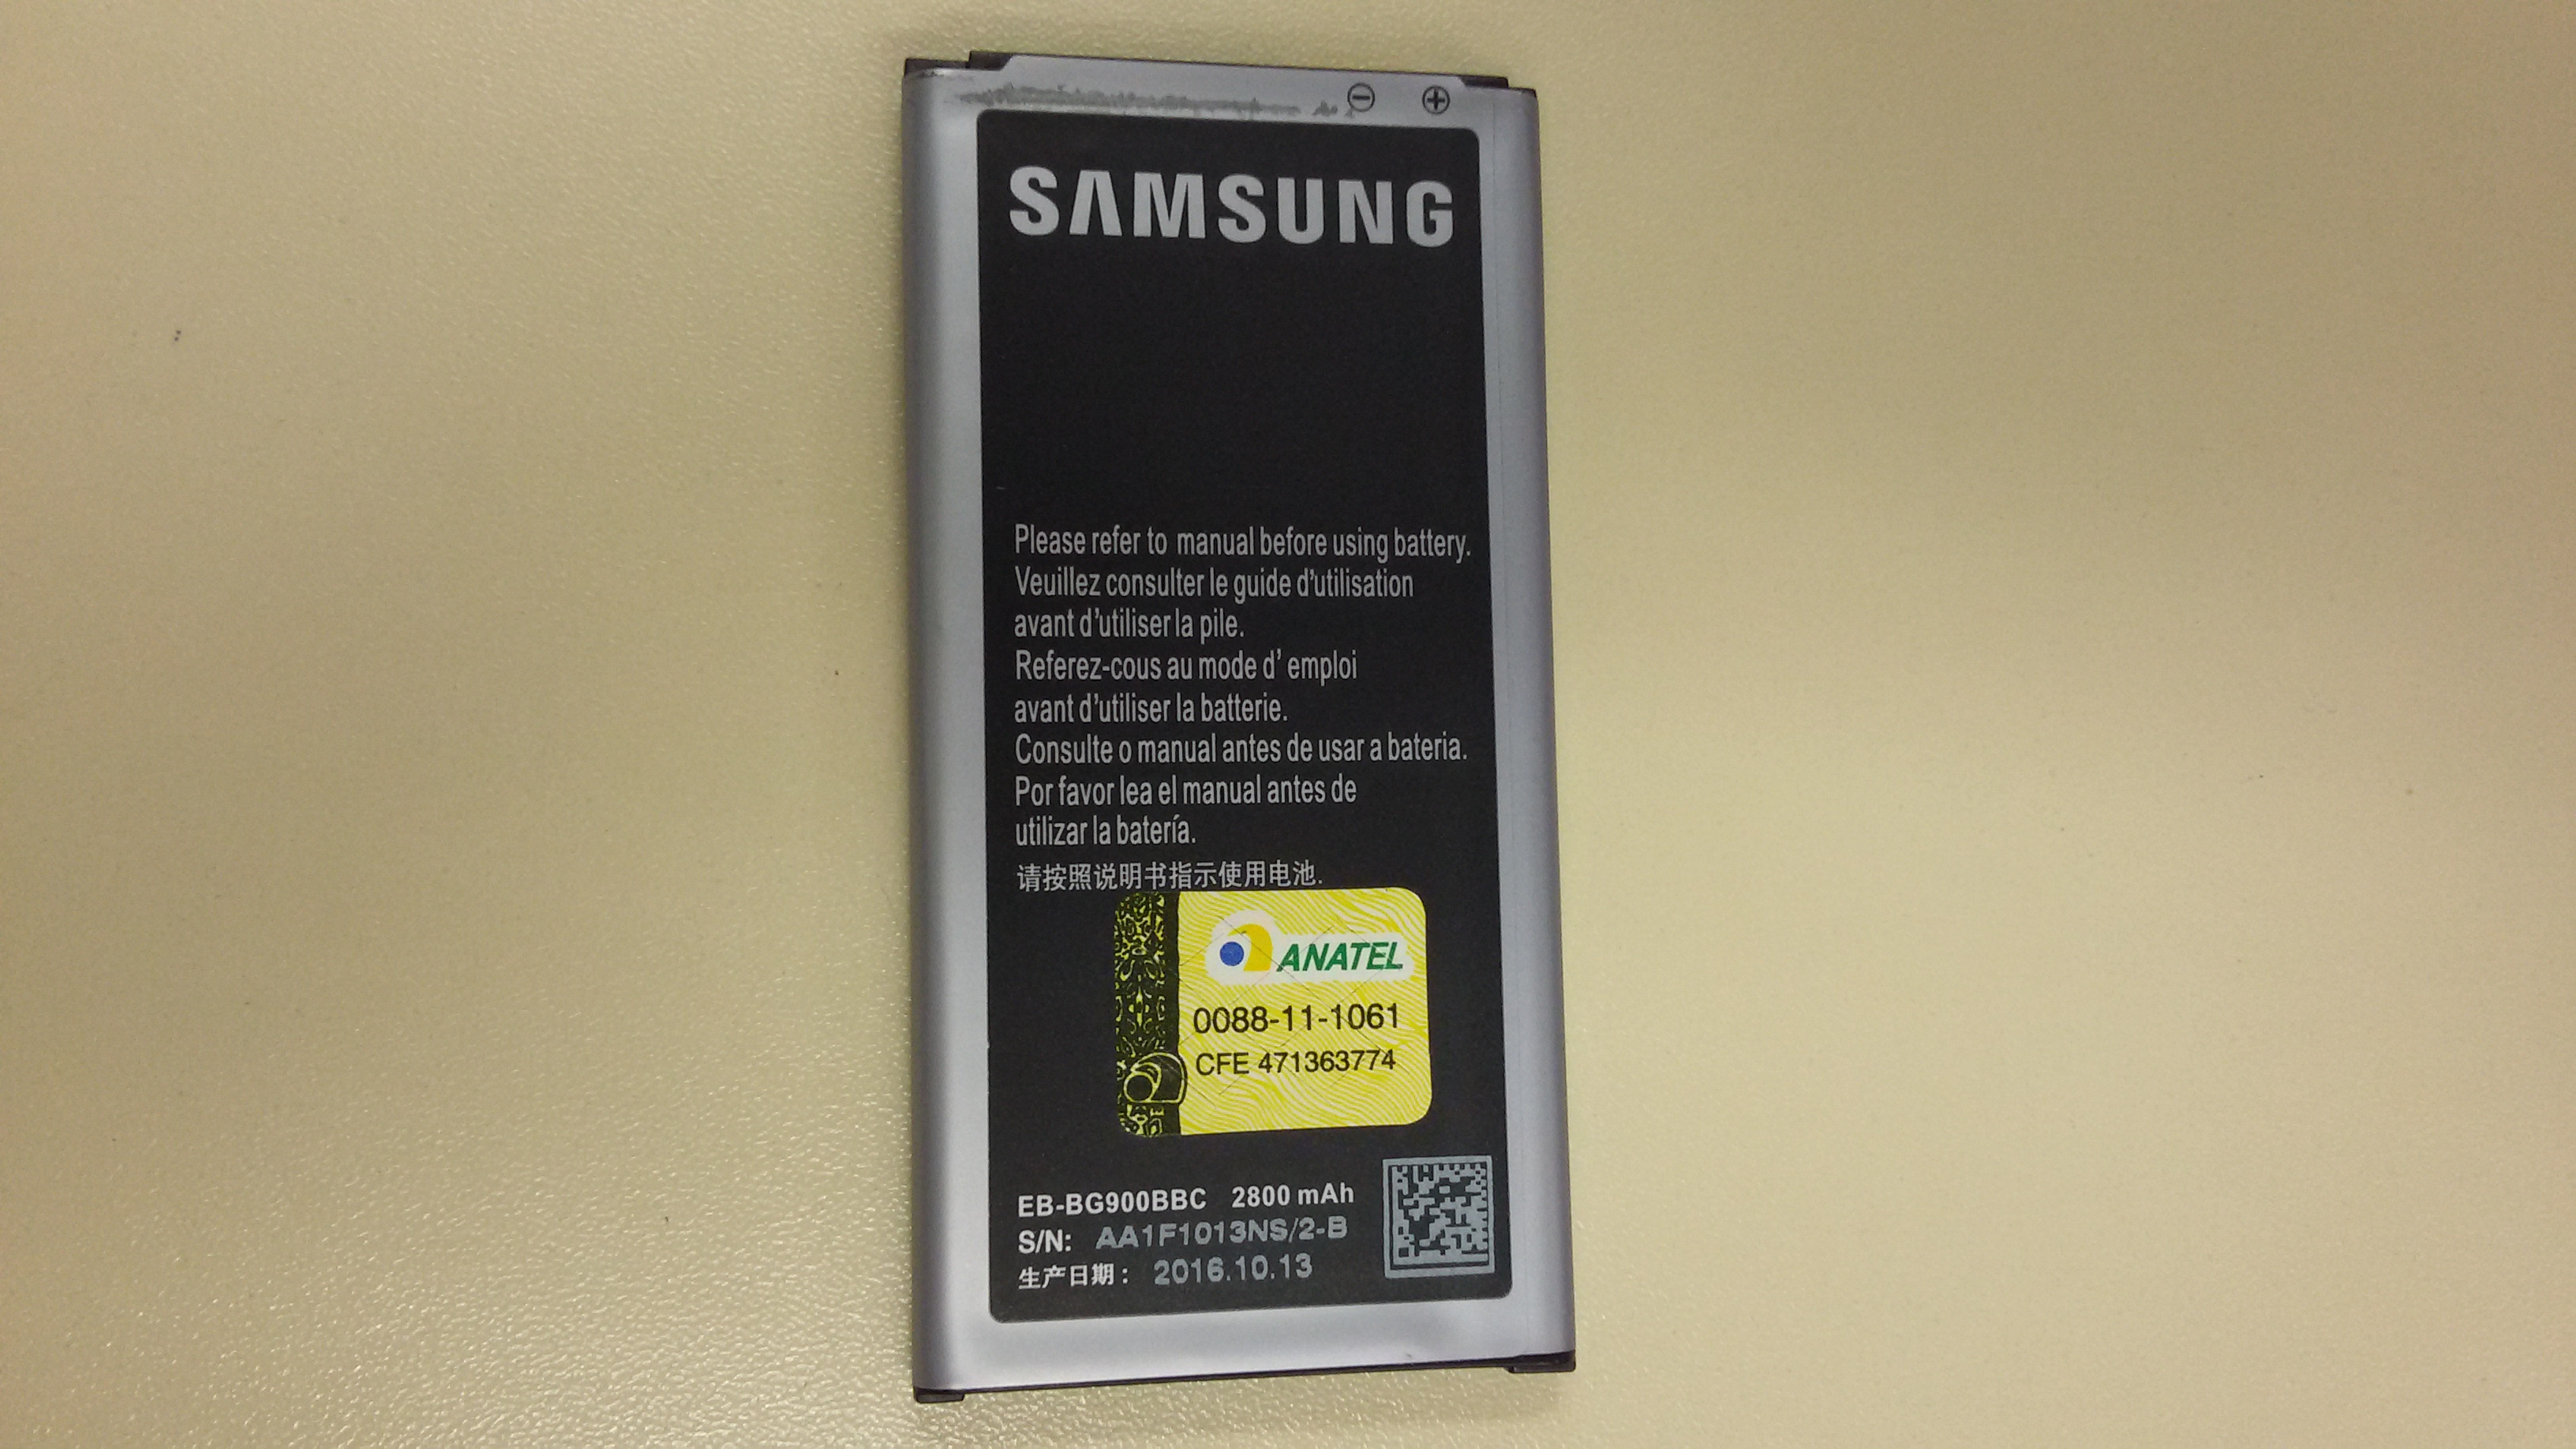 SAMSUNG
Please refer to manual before using battery.
Veuillez consulter le guide d'utilisation
avant d'utiliser la pile.
Referez-cous au mode d' emploi
avant d'utiliser la batterie.
Consulte o manual antes de usar a bateria.
Por favor lea el manual antes de
utilizar la batería.
请按照说明书指示使用电池.
ANATEL
0088-11-1061
CFE 471363774
EB-BG900BBC 2800 mAh
S/N: AA1F1013NS/2-B
生产日期: 2016.10.13